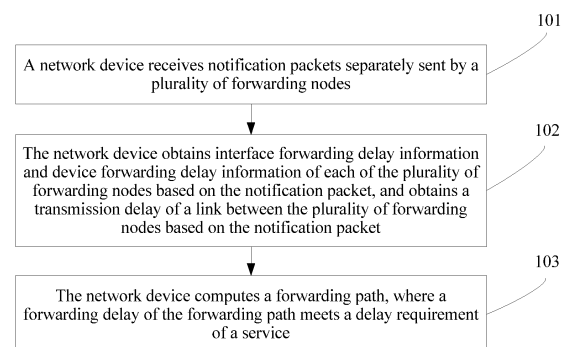 101
A network device receives notification packets separately sent by a
plurality of forwarding nodes
102
The network device obtains interface forwarding delay information
and device forwarding delay information of each of the plurality of
forwarding nodes based on the notification packet, and obtains a
transmission delay of a link between the plurality of forwarding
nodes based on the notification packet
103
The network device computes a forwarding path, where a
forwarding delay of the forwarding path meets a delay requirement
of a service